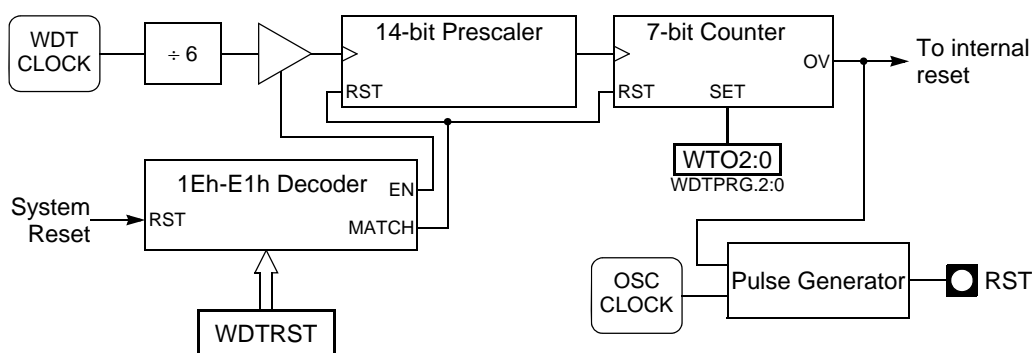 WDT
CLOCK
÷ 6
14-bit Prescaler
RST
7-bit Counter
OV
RST
SET
To internal
reset
WTO2:0
WDTPRG.2:0
1Eh-E1h Decoder
EN
RST
MATCH
System
Reset
WDTRST
OSC
CLOCK
Pulse Generator
RST